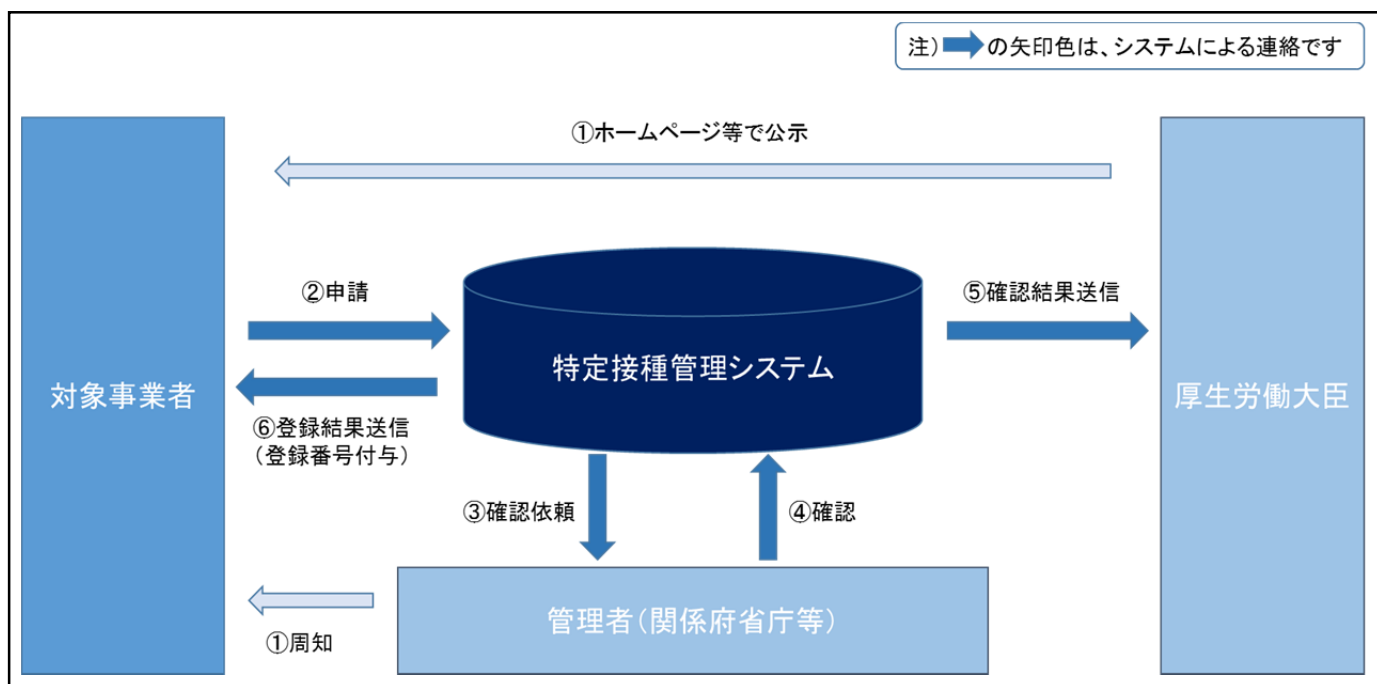 注） の矢印色は、システムによる連絡です
①ホームページ等で公示
②申請
⑤確認結果送信
特定接種管理システム
対象事業者
厚生労働大臣
⑥登録結果送信
（登録番号付与）
③確認依頼
④確認
管理者（関係府省庁等）
①周知